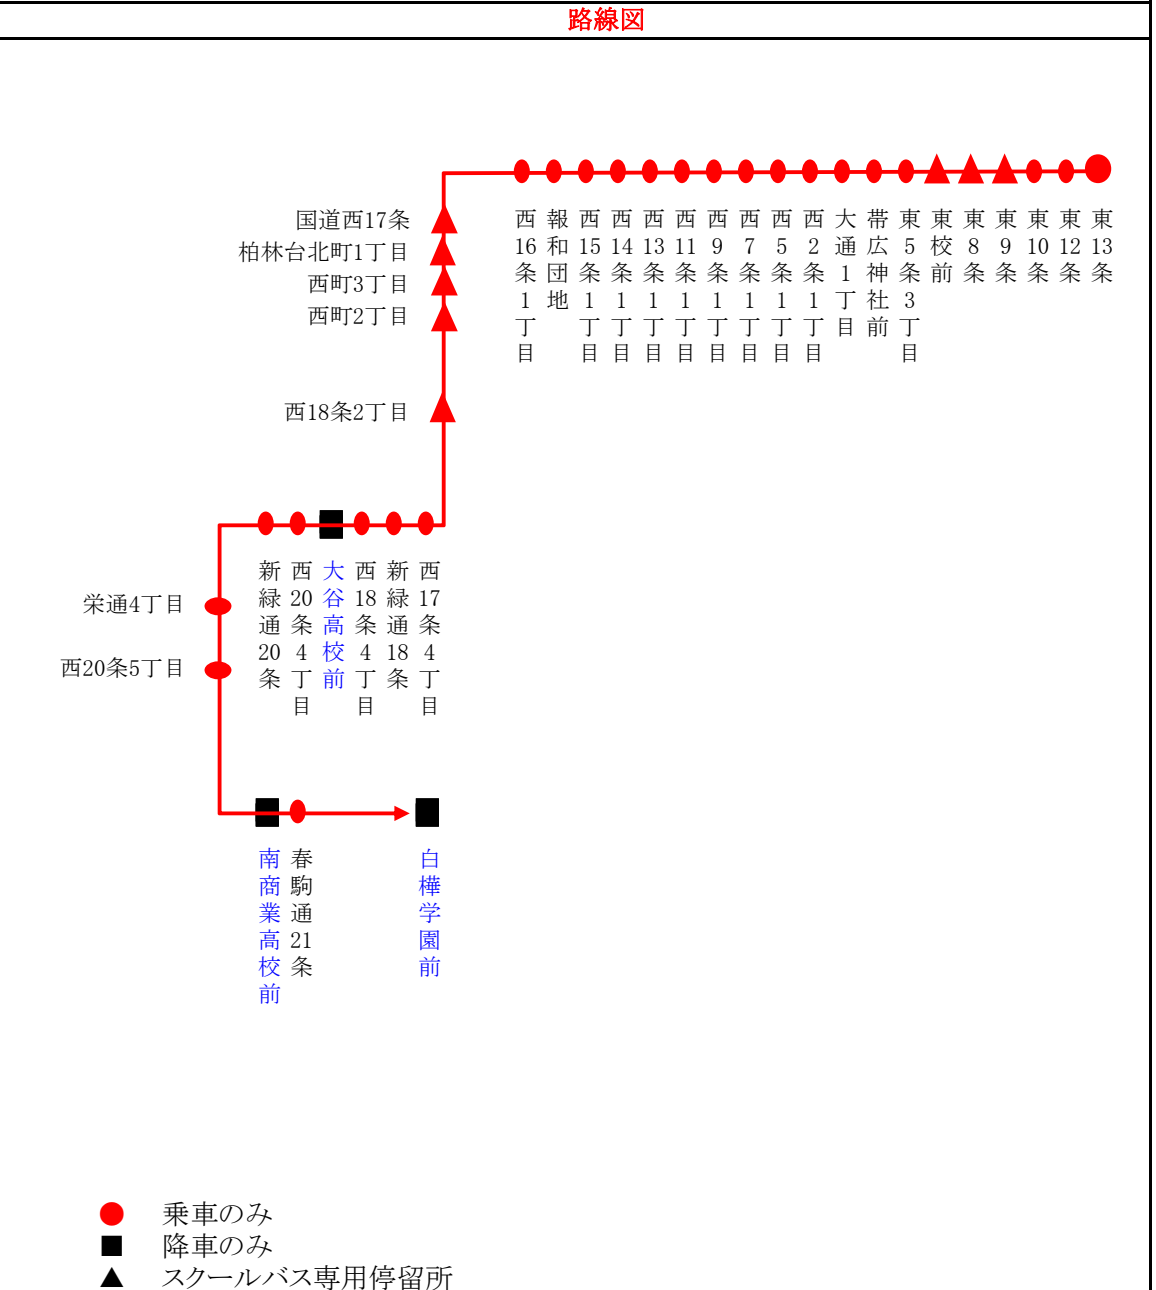 路線図
国道西17条
柏林台北町1丁目
西町3丁目
西町2丁目
西18条2丁目
西16条1丁目
報和団地
西15条1丁目
西14条1丁目
西13条1丁目
西11条1丁目
西9条1丁目
西7条1丁目
西5条1丁目
西2条1丁目
大通1丁目
帯広神社前
東5条3丁目
東校前
東8条
東9条
東10条
東12条
東13条
新緑通20条
西20条4丁目
大谷高校前
西18条4丁目
新緑通18条
西17条4丁目
栄通4丁目
西20条5丁目
南商業高校前
春駒通21条
白樺学園前
乗車のみ
降車のみ
スクールバス専用停留所